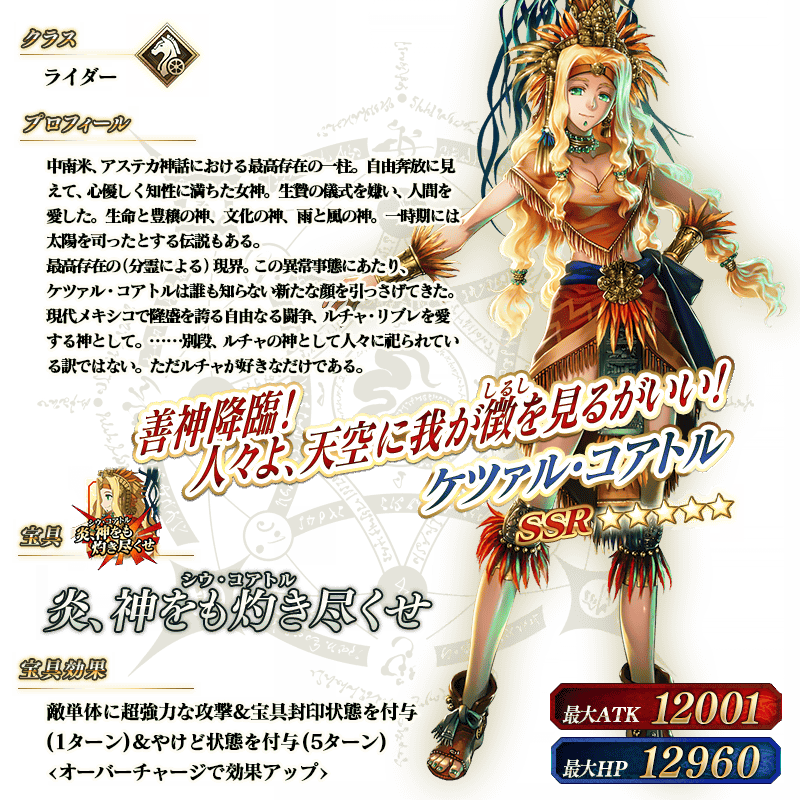 クラス
ライダー
プロフィール
中南米、アステカ神話における最高存在の一柱。自由奔放に見
えて、心優しく知性に満ちた女神。生贄の儀式を嫌い、人間を
愛した。生命と豊穣の神、文化の神、雨と風の神。一時期には
太陽を司ったとする伝説もある。
最高存在の(分霊による)現界。この異常事態にあたり、
ケツァル・コアトルは誰も知らない新たな顔を引っさげてきた。
現代メキシコで隆盛を誇る自由なる闘争、ルチャ・リブレを愛
する神として。……別段、ルチャの神として人々に祀られてい
る訳ではない。ただルチャが好きなだけである。
善神降臨!
しるし
人々よ、天空に我が徴を見るがいい!
ケツァル・コアトル
SSR ☆☆☆☆☆
宝具
シウ・コアトル
炎、神をも
灼き尽くせ
シウ・コアトル
炎、神をも灼き尽くせ
宝具効果
敵単体に超強力な攻撃&宝具封印状態を付与
(1ターン)&やけど状態を付与(5ターン)
<オーバーチャージで効果アップ>
最大ATK 12001
最大HP 12960